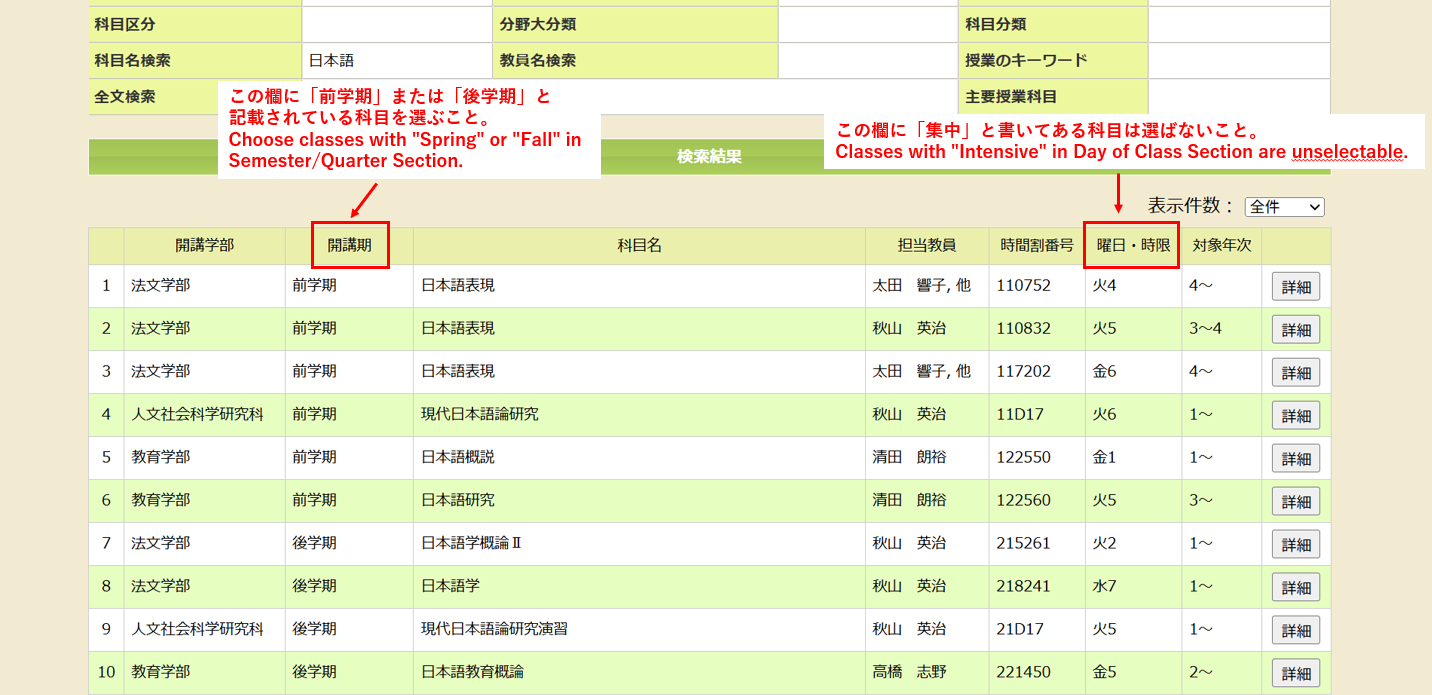 科目区分 分野大分類 科目分類
科目名検索 日本語 教員名検索 授業のキーワード
全文検索 主要授業科目
この欄に「前学期」または「後学期」と
記載されている科目を選ぶこと。
Choose classes with "Spring" or "Fall" in
Semester/Quarter Section.
この欄に「集中」と書いてある科目は選ばないこと。
Classes with "Intensive" in Day of Class Section are unselectable.
検索結果
表示件数： 全件
開講学部 開講期 科目名 担当教員 時間割番号 曜日・時限 対象年次
1 法文学部 前学期 日本語表現 太田　響子, 他 110752 火4 4～ 詳細
2 法文学部 前学期 日本語表現 秋山　英治 110832 火5 3～4 詳細
3 法文学部 前学期 日本語表現 太田　響子, 他 117202 金6 4～ 詳細
4 人文社会科学研究科 前学期 現代日本語論研究 秋山　英治 11D17 火6 1～ 詳細
5 教育学部 前学期 日本語概説 清田　朗裕 122550 金1 1～ 詳細
6 教育学部 前学期 日本語研究 清田　朗裕 122560 火5 3～ 詳細
7 法文学部 後学期 日本語学概論Ⅱ 秋山　英治 215261 火2 1～ 詳細
8 法文学部 後学期 日本語学 秋山　英治 218241 水7 1～ 詳細
9 人文社会科学研究科 後学期 現代日本語論研究演習 秋山　英治 21D17 火5 1～ 詳細
10 教育学部 後学期 日本語教育概論 高橋　志野 221450 金5 2～ 詳細